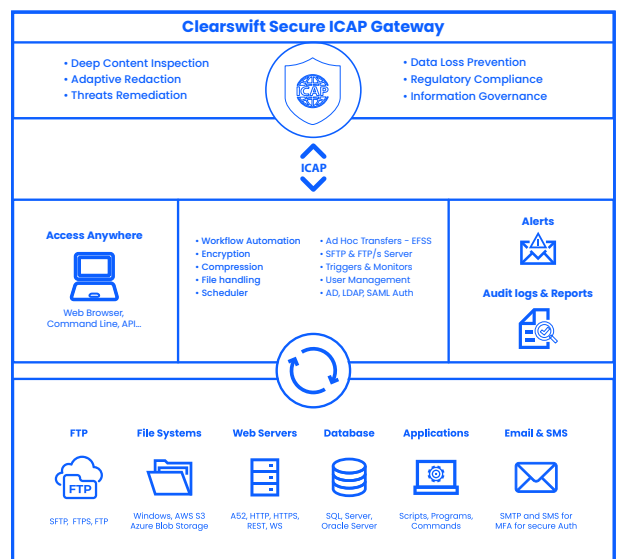 Clearswift Secure ICAP Gateway
• Deep Content Inspection
• Adaptive Redaction
• Threats Remediation
ICAP
• Data Loss Prevention
• Regulatory Compliance
• Information Governance
ICAP
Access Anywhere
Web Browser,
Command Line, API...
• Workflow Automation
• Encryption
• Compression
• File handling
• Scheduler
• Ad Hoc Transfers - EFSS
• SFTP & FTP/s Server
• Triggers & Monitors
• User Management
• AD, LDAP, SAML Auth
Alerts
Audit logs & Reports
FTP
FTP
SFTP, FTPS, FTP
File Systems
Windows, AWS S3
Azure Blob Storage
Web Servers
A52, HTTP, HTTPS,
REST, WS
Database
SQL, Server,
Oracle Server
Applications
Scripts, Programs,
Commands
Email & SMS
SMTP and SMS for
MFA for secure Auth